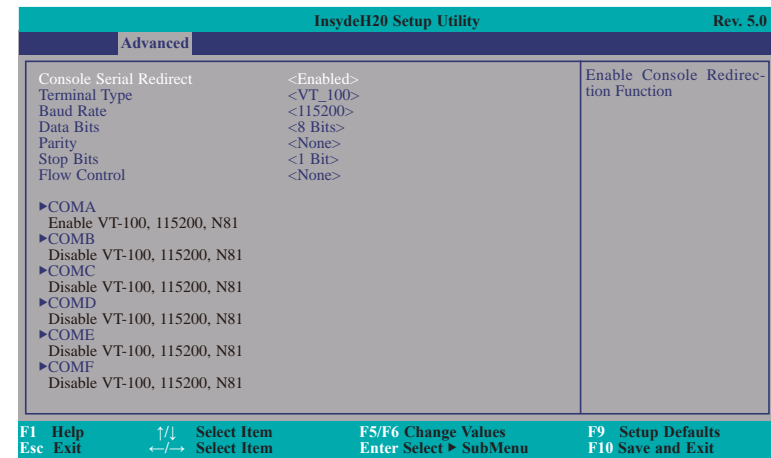 InsydeH20 Setup Utility Rev. 5.0
Advanced
Console Serial Redirect <Enabled>
Terminal Type <VT_100>
Baud Rate <115200>
Data Bits <8 Bits>
Parity <None>
Stop Bits <1 Bit>
Flow Control <None>
▶COMA
Enable VT-100, 115200, N81
▶COMB
Disable VT-100, 115200, N81
▶COMC
Disable VT-100, 115200, N81
▶COMD
Disable VT-100, 115200, N81
▶COME
Disable VT-100, 115200, N81
▶COMF
Disable VT-100, 115200, N81
Enable Console Redirec-
tion Function
F1 Help ↑/↓ Select Item F5/F6 Change Values F9 Setup Defaults
Esc Exit ←/→ Select Item Enter Select ▶ SubMenu F10 Save and Exit